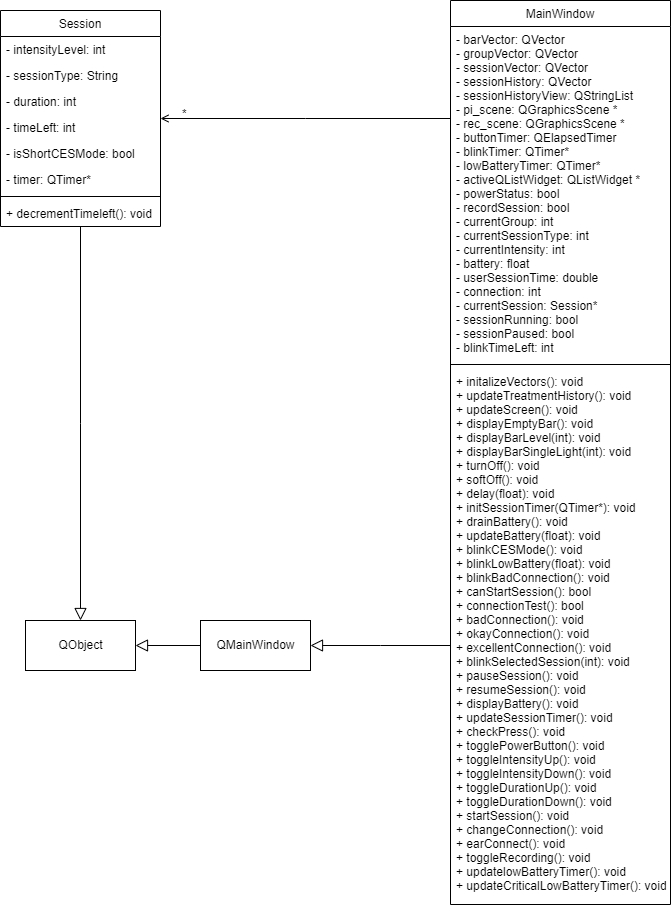 Session
- intensityLevel: int
- sessionType: String
- duration: int
- timeLeft: int
- isShortCESMode: bool
- timer: QTimer*
+ decrementTimeleft(): void
*
MainWindow
- barVector: QVector
- groupVector: QVector
- sessionVector: QVector
- sessionHistory: QVector
- sessionHistoryView: QStringList
- pi_scene: QGraphicsScene *
- rec_scene: QGraphicsScene *
- buttonTimer: QElapsedTimer
- blinkTimer: QTimer*
- lowBatteryTimer: QTimer*
- activeQListWidget: QListWidget *
- powerStatus: bool
- recordSession: bool
- currentGroup: int
- currentSessionType: int
- currentIntensity: int
- battery: float
- userSessionTime: double
- connection: int
- currentSession: Session*
- sessionRunning: bool
- sessionPaused: bool
- blinkTimeLeft: int
+ initalizeVectors(): void
+ updateTreatmentHistory(): void
+ updateScreen(): void
+ displayEmptyBar(): void
+ displayBarLevel(int): void
+ displayBarSingleLight(int): void
+ turnOff(): void
+ softOff(): void
+ delay(float): void
+ initSessionTimer(QTimer*): void
+ drainBattery(): void
+ updateBattery(float): void
+ blinkCESMode(): void
+ blinkLowBattery(float): void
+ blinkBadConnection(): void
+ canStartSession(): bool
+ connectionTest(): bool
+ badConnection(): void
+ okayConnection(): void
+ excellentConnection(): void
+ blinkSelectedSession(int): void
+ pauseSession(): void
+ resumeSession(): void
+ displayBattery(): void
+ updateSessionTimer(): void
+ checkPress(): void
+ togglePowerButton(): void
+ toggleIntensityUp(): void
+ toggleIntensityDown(): void
+ toggleDurationUp(): void
+ toggleDurationDown(): void
+ startSession(): void
+ changeConnection(): void
+ earConnect(): void
+ toggleRecording(): void
+ updatelowBatteryTimer(): void
+ updateCriticalLowBatteryTimer(): void
QObject
QMainWindow